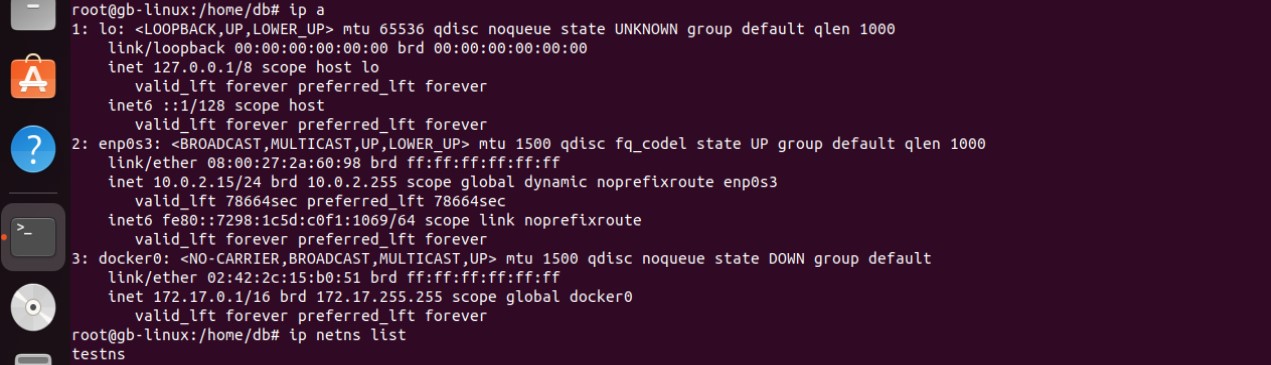 root@gb-linux:/home/db# ip a
1: lo: <LOOPBACK,UP,LOWER_UP> mtu 65536 qdisc noqueue state UNKNOWN group default qlen 1000
    link/loopback 00:00:00:00:00:00 brd 00:00:00:00:00:00
    inet 127.0.0.1/8 scope host lo
       valid_lft forever preferred_lft forever
    inet6 ::1/128 scope host
       valid_lft forever preferred_lft forever
2: enp0s3: <BROADCAST,MULTICAST,UP,LOWER_UP> mtu 1500 qdisc fq_codel state UP group default qlen 1000
    link/ether 08:00:27:2a:60:98 brd ff:ff:ff:ff:ff:ff
    inet 10.0.2.15/24 brd 10.0.2.255 scope global dynamic noprefixroute enp0s3
       valid_lft 78664sec preferred_lft 78664sec
    inet6 fe80::7298:1c5d:c0f1:1069/64 scope link noprefixroute
       valid_lft forever preferred_lft forever
3: docker0: <NO-CARRIER,BROADCAST,MULTICAST,UP> mtu 1500 qdisc noqueue state DOWN group default
    link/ether 02:42:2c:15:b0:51 brd ff:ff:ff:ff:ff:ff
    inet 172.17.0.1/16 brd 172.17.255.255 scope global docker0
       valid_lft forever preferred_lft forever
root@gb-linux:/home/db# ip netns list
testns